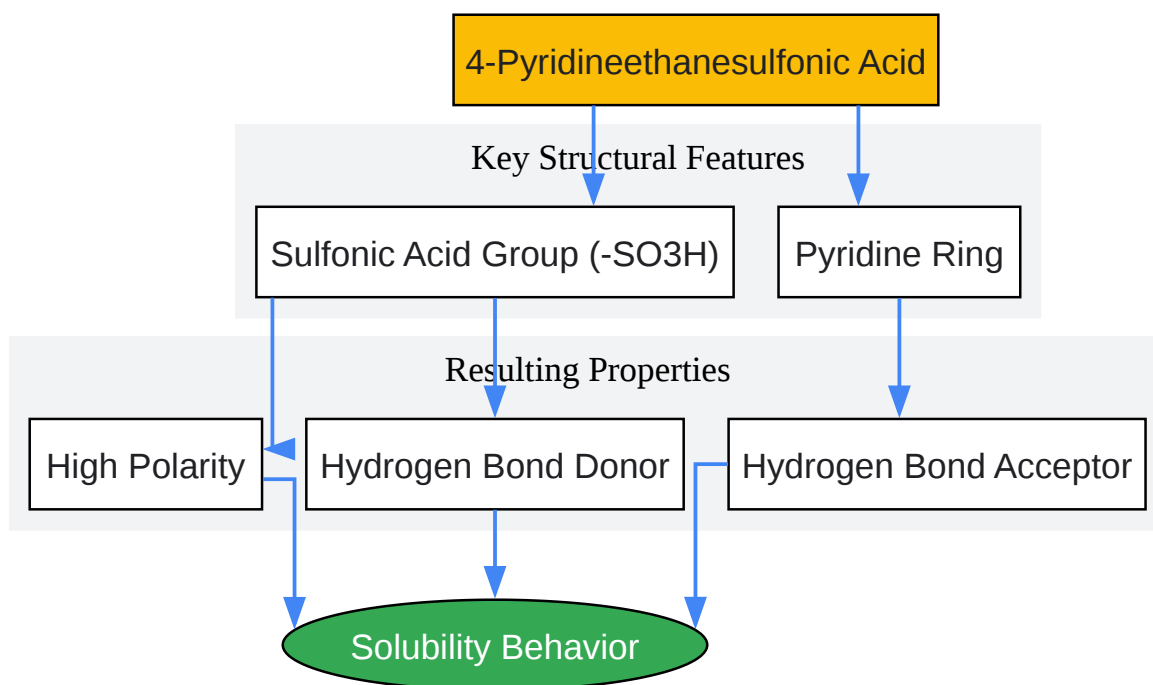 4-Pyridineethanesulfonic Acid
Key Structural Features
Sulfonic Acid Group (-SO3H)
Pyridine Ring
Resulting Properties
High Polarity
Hydrogen Bond Donor
Hydrogen Bond Acceptor
Solubility Behavior